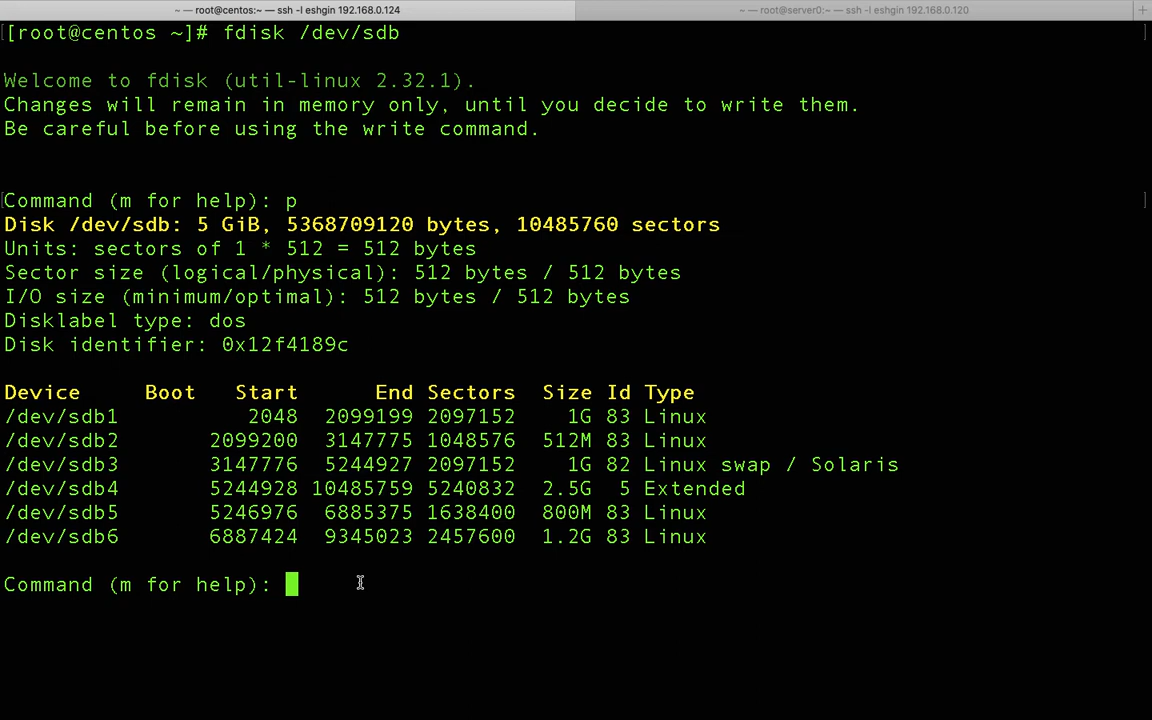 ~ — root@centos:~ — ssh -l eshgin 192.168.0.124
~ — root@server0:~ — ssh -l eshgin 192.168.0.120
[root@centos ~]# fdisk /dev/sdb
Welcome to fdisk (util-linux 2.32.1).
Changes will remain in memory only, until you decide to write them.
Be careful before using the write command.
Command (m for help): p
Disk /dev/sdb: 5 GiB, 5368709120 bytes, 10485760 sectors
Units: sectors of 1 * 512 = 512 bytes
Sector size (logical/physical): 512 bytes / 512 bytes
I/O size (minimum/optimal): 512 bytes / 512 bytes
Disklabel type: dos
Disk identifier: 0x12f4189c
Device     Boot   Start      End Sectors  Size Id Type
/dev/sdb1          2048  2099199 2097152    1G 83 Linux
/dev/sdb2       2099200  3147775 1048576  512M 83 Linux
/dev/sdb3       3147776  5244927 2097152    1G 82 Linux swap / Solaris
/dev/sdb4       5244928 10485759 5240832  2.5G  5 Extended
/dev/sdb5       5246976  6885375 1638400  800M 83 Linux
/dev/sdb6       6887424  9345023 2457600  1.2G 83 Linux
Command (m for help):